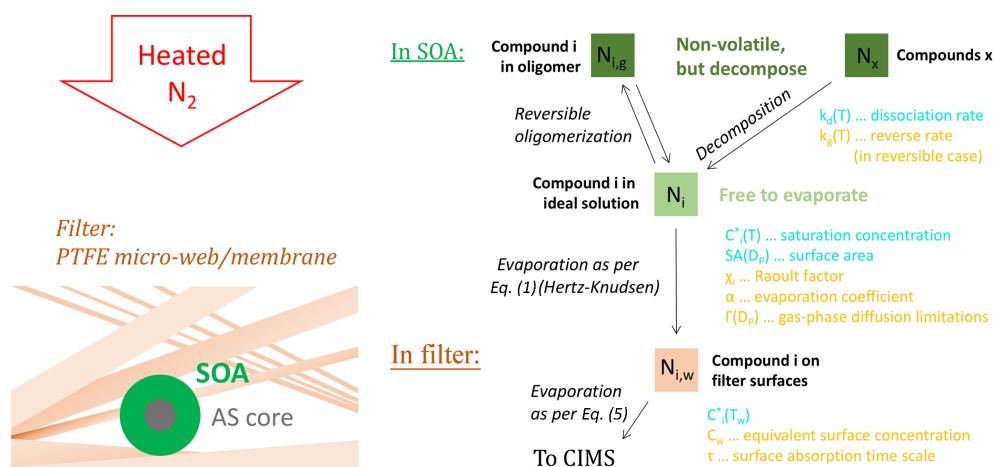 Heated
N2
Filter:
PTFE micro-web/membrane
SOA
AS core
In SOA:
Compound i
in oligomer
Ni,g
Non-volatile,
but decompose
Nx
Compounds x
Reversible
oligomerization
Decomposition
kd(T) ... dissociation rate
kg(T) ... reverse rate
(in reversible case)
Compound i in
ideal solution
Ni
Free to evaporate
Evaporation as per
Eq. (1)(Hertz-Knudsen)
C*i(T) ... saturation concentration
SA(DP) ... surface area
χi ... Raoult factor
α ... evaporation coefficient
Γ(DP) ... gas-phase diffusion limitations
In filter:
Ni,w
Compound i on
filter surfaces
Evaporation
as per Eq. (5)
To CIMS
C*i(Tw)
Cw ... equivalent surface concentration
τ ... surface absorption time scale